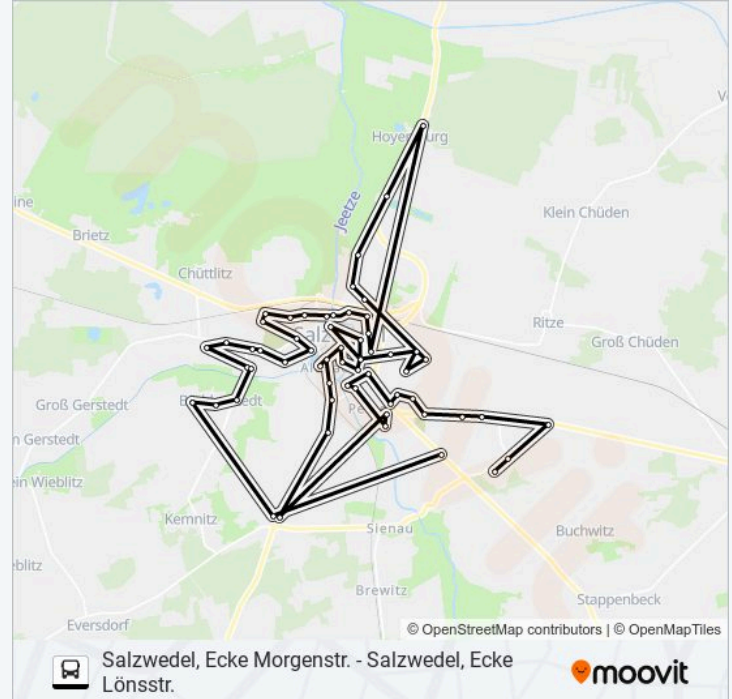 Hoyersburg
Jeetze
Klein Chüden
Brietz
Chüttlitz
Ritze
Groß Chüden
Groß Gerstedt
n Gerstedt
ein Wieblitz
Kemnitz
Sienau
Buchwitz
Brewitz
Stappenbeck
Eversdorf
© OpenStreetMap contributors | © OpenMapTiles
Salzwedel, Ecke Morgenstr. - Salzwedel, Ecke
Lönsstr.
moovit